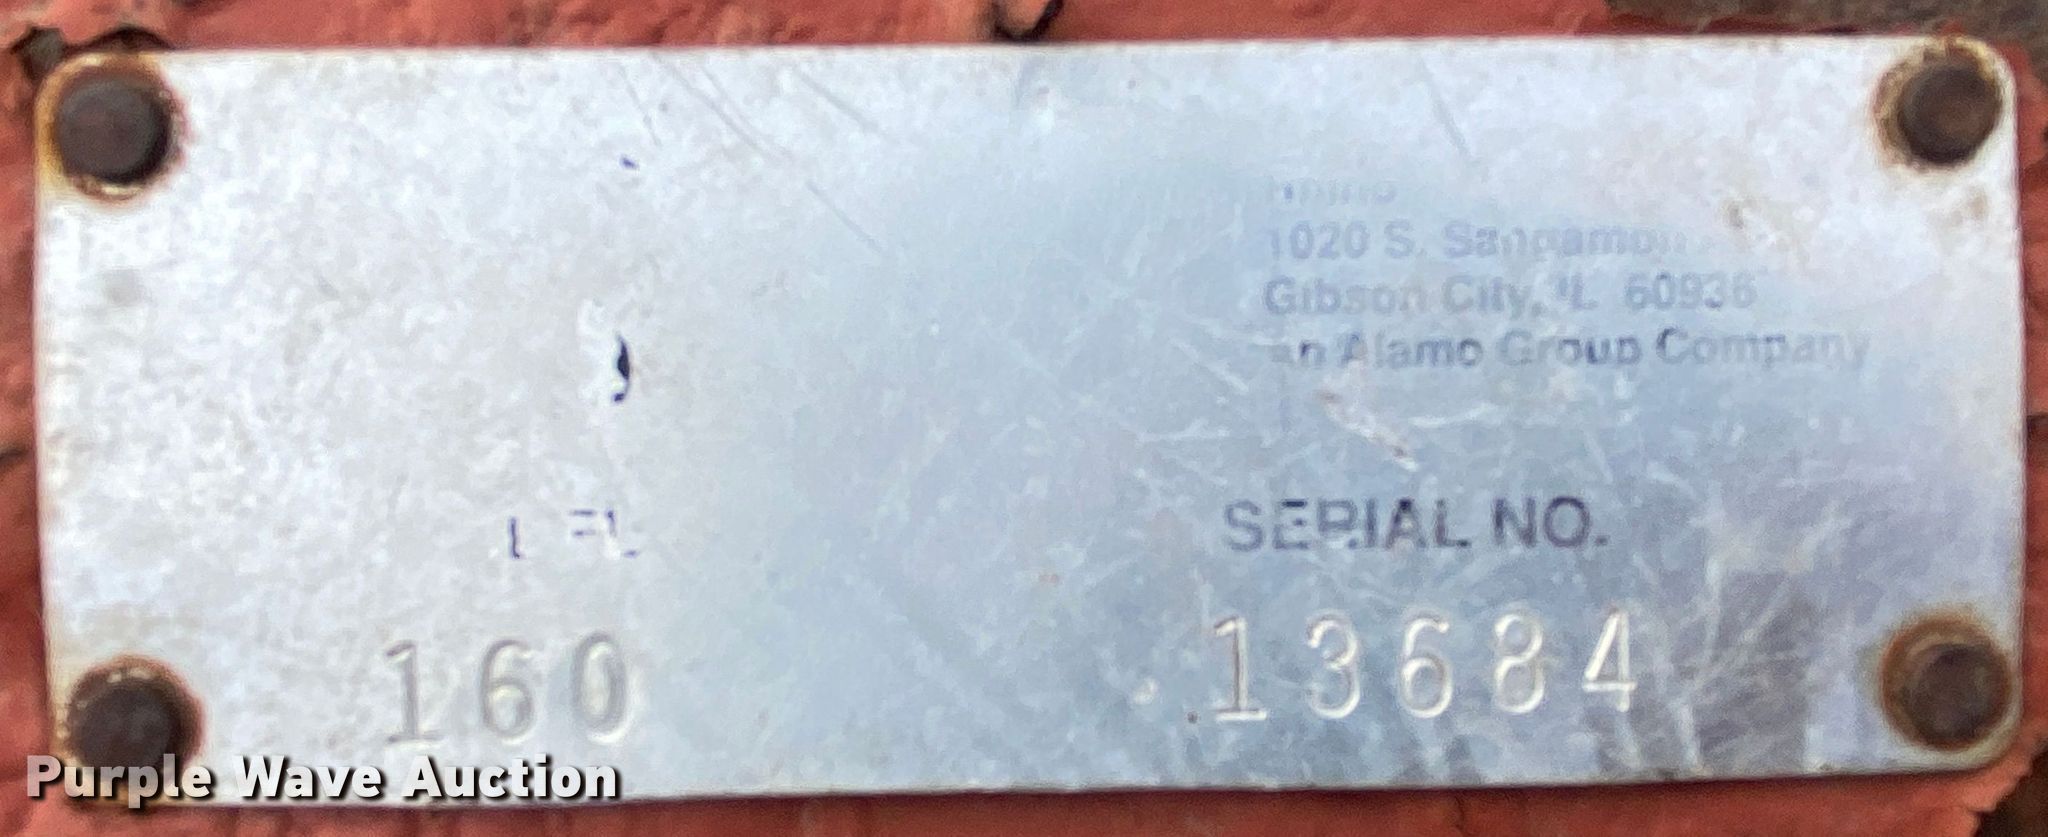 1020 S. Sangamon
Gibson City, IL 60936
an Alamo Group Company
SERIAL NO.
160
13684
Purple Wave Auction